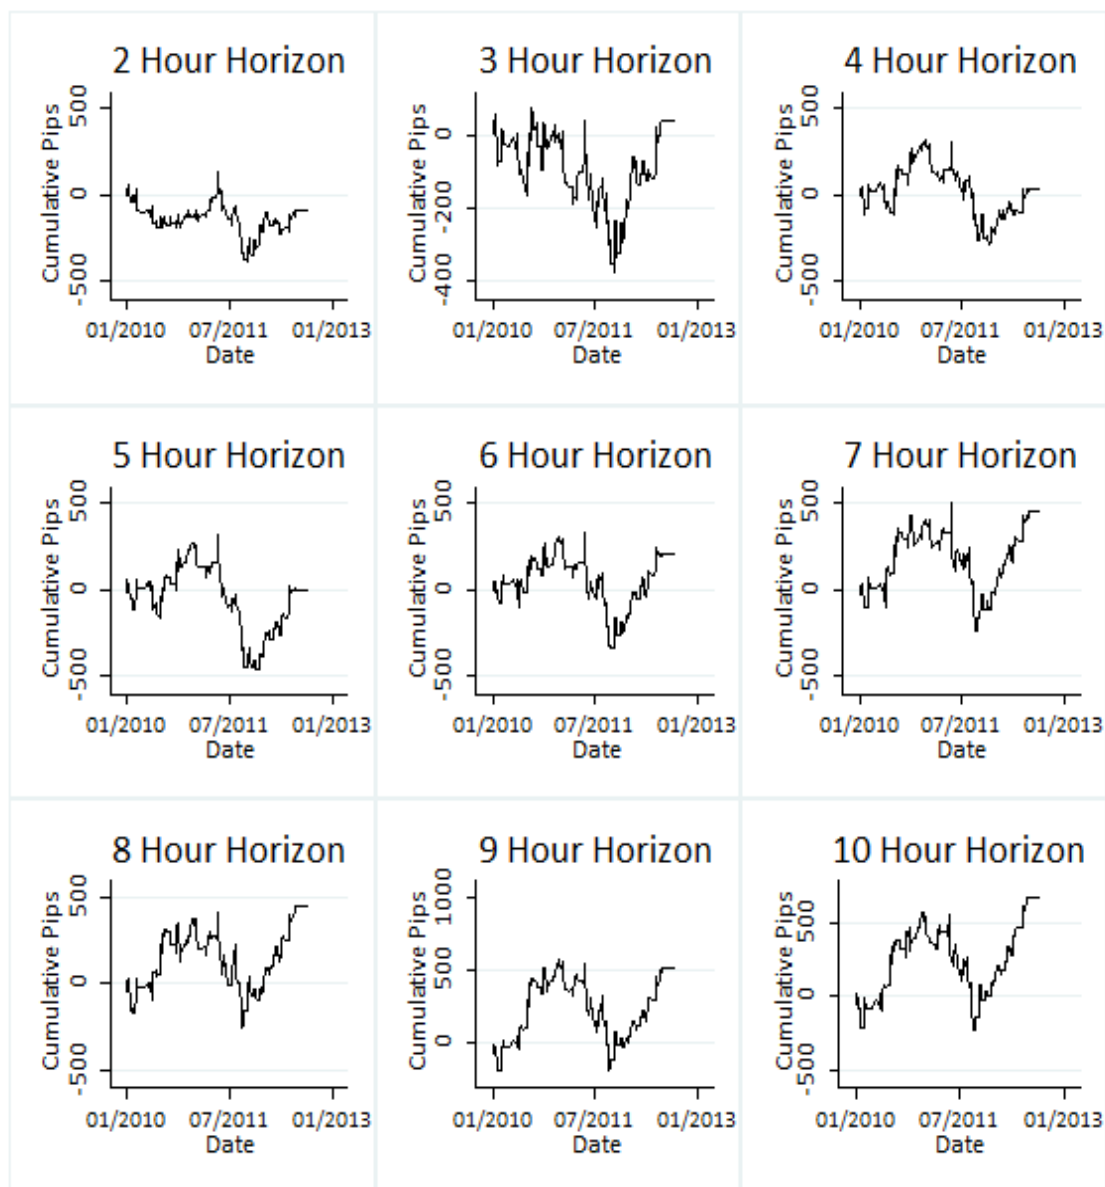 2 Hour Horizon
Cumulative Pips
500
0
-500
01/2010 07/2011 01/2013
Date
3 Hour Horizon
Cumulative Pips
0
-200
-400
01/2010 07/2011 01/2013
Date
4 Hour Horizon
Cumulative Pips
500
0
-500
01/2010 07/2011 01/2013
Date
5 Hour Horizon
Cumulative Pips
500
0
-500
01/2010 07/2011 01/2013
Date
6 Hour Horizon
Cumulative Pips
500
0
-500
01/2010 07/2011 01/2013
Date
7 Hour Horizon
Cumulative Pips
500
0
-500
01/2010 07/2011 01/2013
Date
8 Hour Horizon
Cumulative Pips
500
0
-500
01/2010 07/2011 01/2013
Date
9 Hour Horizon
Cumulative Pips
1000
500
0
01/2010 07/2011 01/2013
Date
10 Hour Horizon
Cumulative Pips
500
0
-500
01/2010 07/2011 01/2013
Date